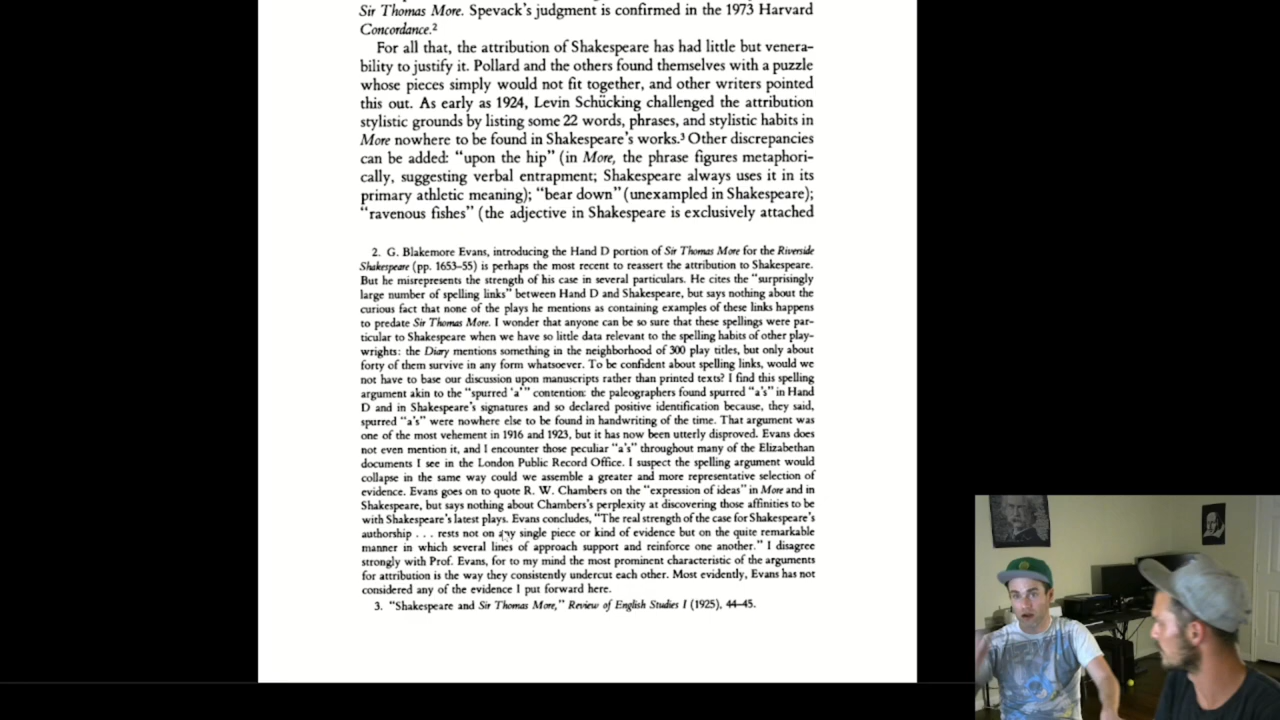 Sir Thomas More. Spevack's judgment is confirmed in the 1973 Harvard
Concordance.2
For all that, the attribution of Shakespeare has had little but venera-
bility to justify it. Pollard and the others found themselves with a puzzle
whose pieces simply would not fit together, and other writers pointed
this out. As early as 1924, Levin Schücking challenged the attribution
stylistic grounds by listing some 22 words, phrases, and stylistic habits in
More nowhere to be found in Shakespeare's works.3 Other discrepancies
can be added: "upon the hip" (in More, the phrase figures metaphori-
cally, suggesting verbal entrapment; Shakespeare always uses it in its
primary athletic meaning); "bear down" (unexampled in Shakespeare);
"ravenous fishes" (the adjective in Shakespeare is exclusively attached
2. G. Blakemore Evans, introducing the Hand D portion of Sir Thomas More for the Riverside
Shakespeare (pp. 1653–55) is perhaps the most recent to reassert the attribution to Shakespeare.
But he misrepresents the strength of his case in several particulars. He cites the "surprisingly
large number of spelling links" between Hand D and Shakespeare, but says nothing about the
curious fact that none of the plays he mentions as containing examples of these links happens
to predate Sir Thomas More. I wonder that anyone can be so sure that these spellings were par-
ticular to Shakespeare when we have so little data relevant to the spelling habits of other play-
wrights: the Diary mentions something in the neighborhood of 300 play titles, but only about
forty of them survive in any form whatsoever. To be confident about spelling links, would we
not have to base our discussion upon manuscripts rather than printed texts? I find this spelling
argument akin to the "spurred 'a'" contention: the paleographers found spurred "a's" in Hand
D and in Shakespeare's signatures and so declared positive identification because, they said,
spurred "a's" were nowhere else to be found in handwriting of the time. That argument was
one of the most vehement in 1916 and 1923, but it has now been utterly disproved. Evans does
not even mention it, and I encounter those peculiar "a's" throughout many of the Elizabethan
documents I see in the London Public Record Office. I suspect the spelling argument would
collapse in the same way could we assemble a greater and more representative selection of
evidence. Evans goes on to quote R. W. Chambers on the "expression of ideas" in More and in
Shakespeare, but says nothing about Chambers's perplexity at discovering those affinities to be
with Shakespeare's latest plays. Evans concludes, "The real strength of the case for Shakespeare's
authorship . . . rests not on any single piece or kind of evidence but on the quite remarkable
manner in which several lines of approach support and reinforce one another." I disagree
strongly with Prof. Evans, for to my mind the most prominent characteristic of the arguments
for attribution is the way they consistently undercut each other. Most evidently, Evans has not
considered any of the evidence I put forward here.
3. "Shakespeare and Sir Thomas More," Review of English Studies I (1925), 44–45.